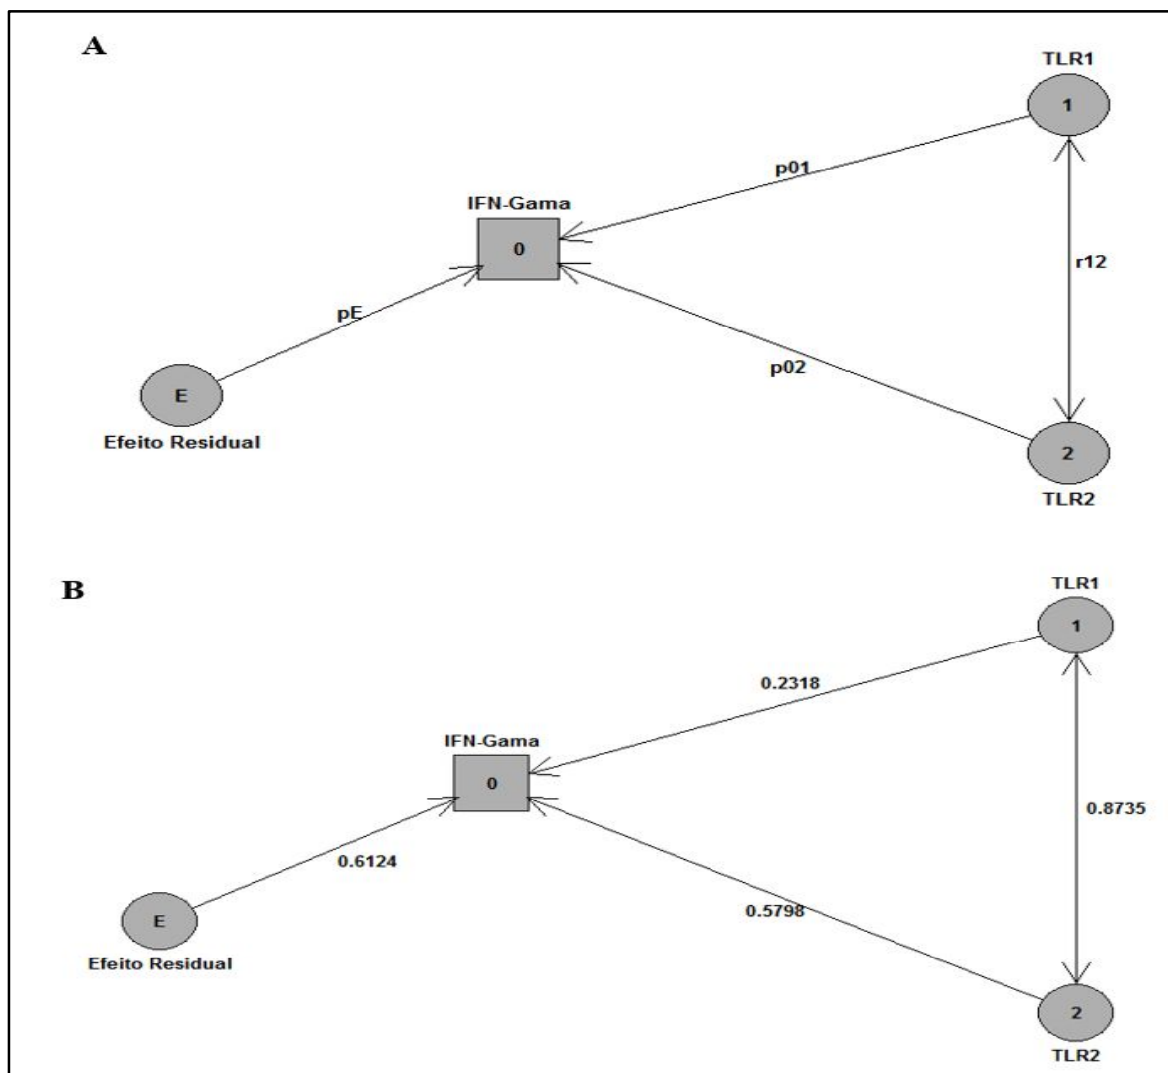 A
TLR1
1
p01
IFN-Gama
0
r12
pE
p02
E
Efeito Residual
2
TLR2
B
TLR1
1
0.2318
IFN-Gama
0
0.8735
0.6124
0.5798
E
Efeito Residual
2
TLR2